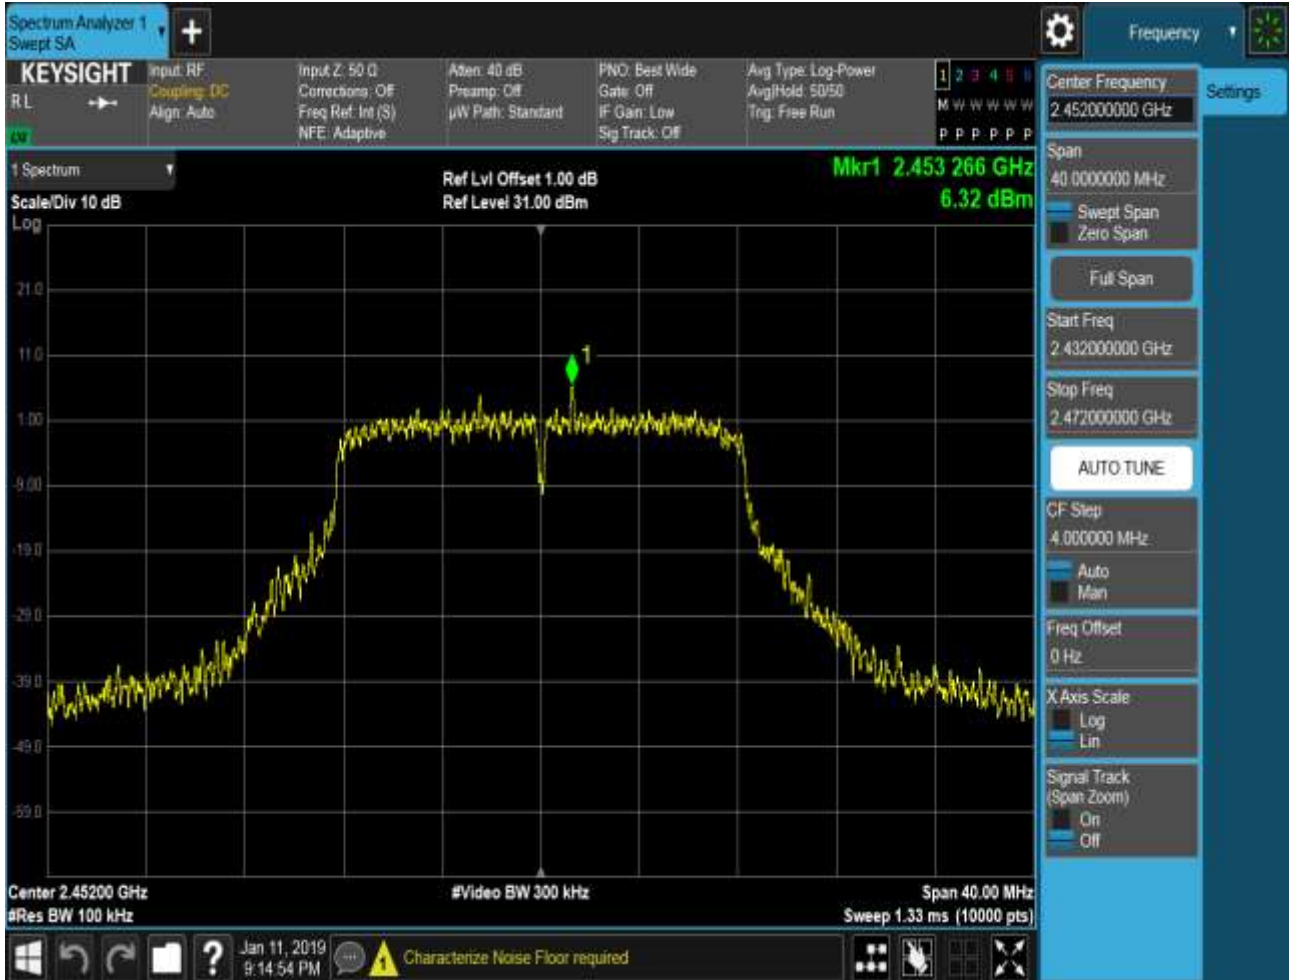 Spectrum Analyzer 1
Swept SA
Frequency
KEYSIGHT
R L
Input: RF
Coupling: DC
Align: Auto
Input Z: 50 Ω
Corrections: Off
Freq Ref: Int (S)
NFE: Adaptive
Atten: 40 dB
Preamp: Off
µW Path: Standard
PNO: Best Wide
Gate: Off
IF Gain: Low
Sig Track: Off
Avg Type: Log-Power
Avg|Hold: 50/50
Trig: Free Run
1 2 3 4 5 6
M W W W W W
P P P P P P
1 Spectrum
Scale/Div 10 dB
Log
Ref Lvl Offset 1.00 dB
Ref Level 31.00 dBm
Mkr1 2.453 266 GHz
6.32 dBm
21.0
11.0
1.00
-9.00
-19.0
-29.0
-39.0
-49.0
-59.0
1
Center 2.45200 GHz
#Res BW 100 kHz
#Video BW 300 kHz
Span 40.00 MHz
Sweep 1.33 ms (10000 pts)
Center Frequency
2.452000000 GHz
Settings
Span
40.0000000 MHz
Swept Span
Zero Span
Full Span
Start Freq
2.432000000 GHz
Stop Freq
2.472000000 GHz
AUTO TUNE
CF Step
4.000000 MHz
Auto
Man
Freq Offset
0 Hz
X Axis Scale
Log
Lin
Signal Track
(Span Zoom)
On
Off
?
Jan 11, 2019
9:14:54 PM
1
Characterize Noise Floor required